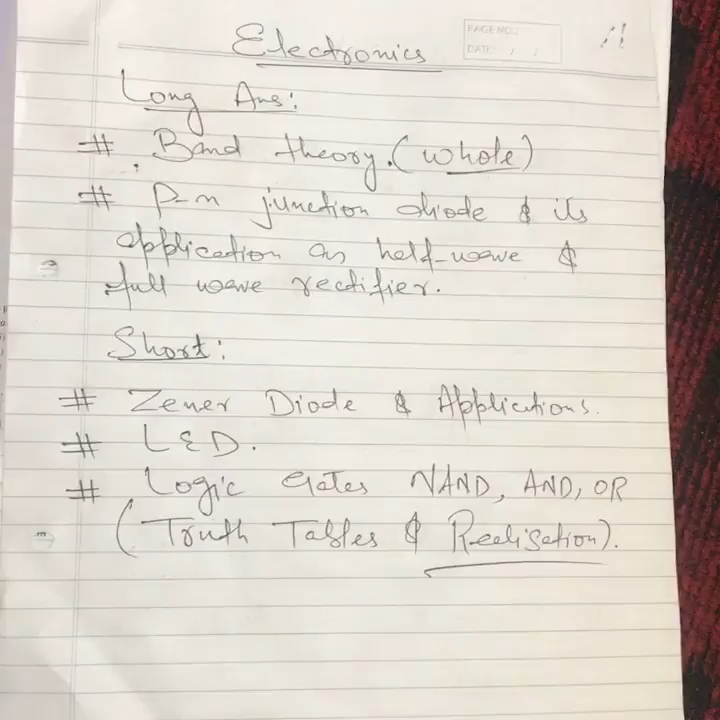 Electronics
PAGE NO.:
DATE: / /
Long Ans:
# Band theory. (Whole)
# P-n junction diode & its
application as half-wave &
full wave rectifier.
Short:
# Zener Diode & Applications.
# LED.
# Logic Gates NAND, AND, OR
(Truth Tables & Realisation).